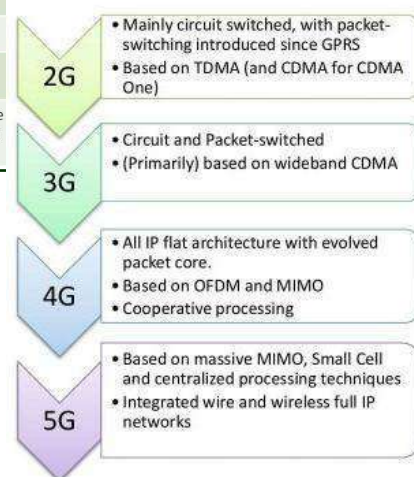 • Mainly circuit switched, with packet-
switching introduced since GPRS
2G
• Based on TDMA (and CDMA for CDMA
One)
• Circuit and Packet-switched
3G
• (Primarily) based on wideband CDMA
• All IP flat architecture with evolved
packet core.
4G
• Based on OFDM and MIMO
• Cooperative processing
• Based on massive MIMO, Small Cell
and centralized processing techniques
5G
• Integrated wire and wireless full IP
networks